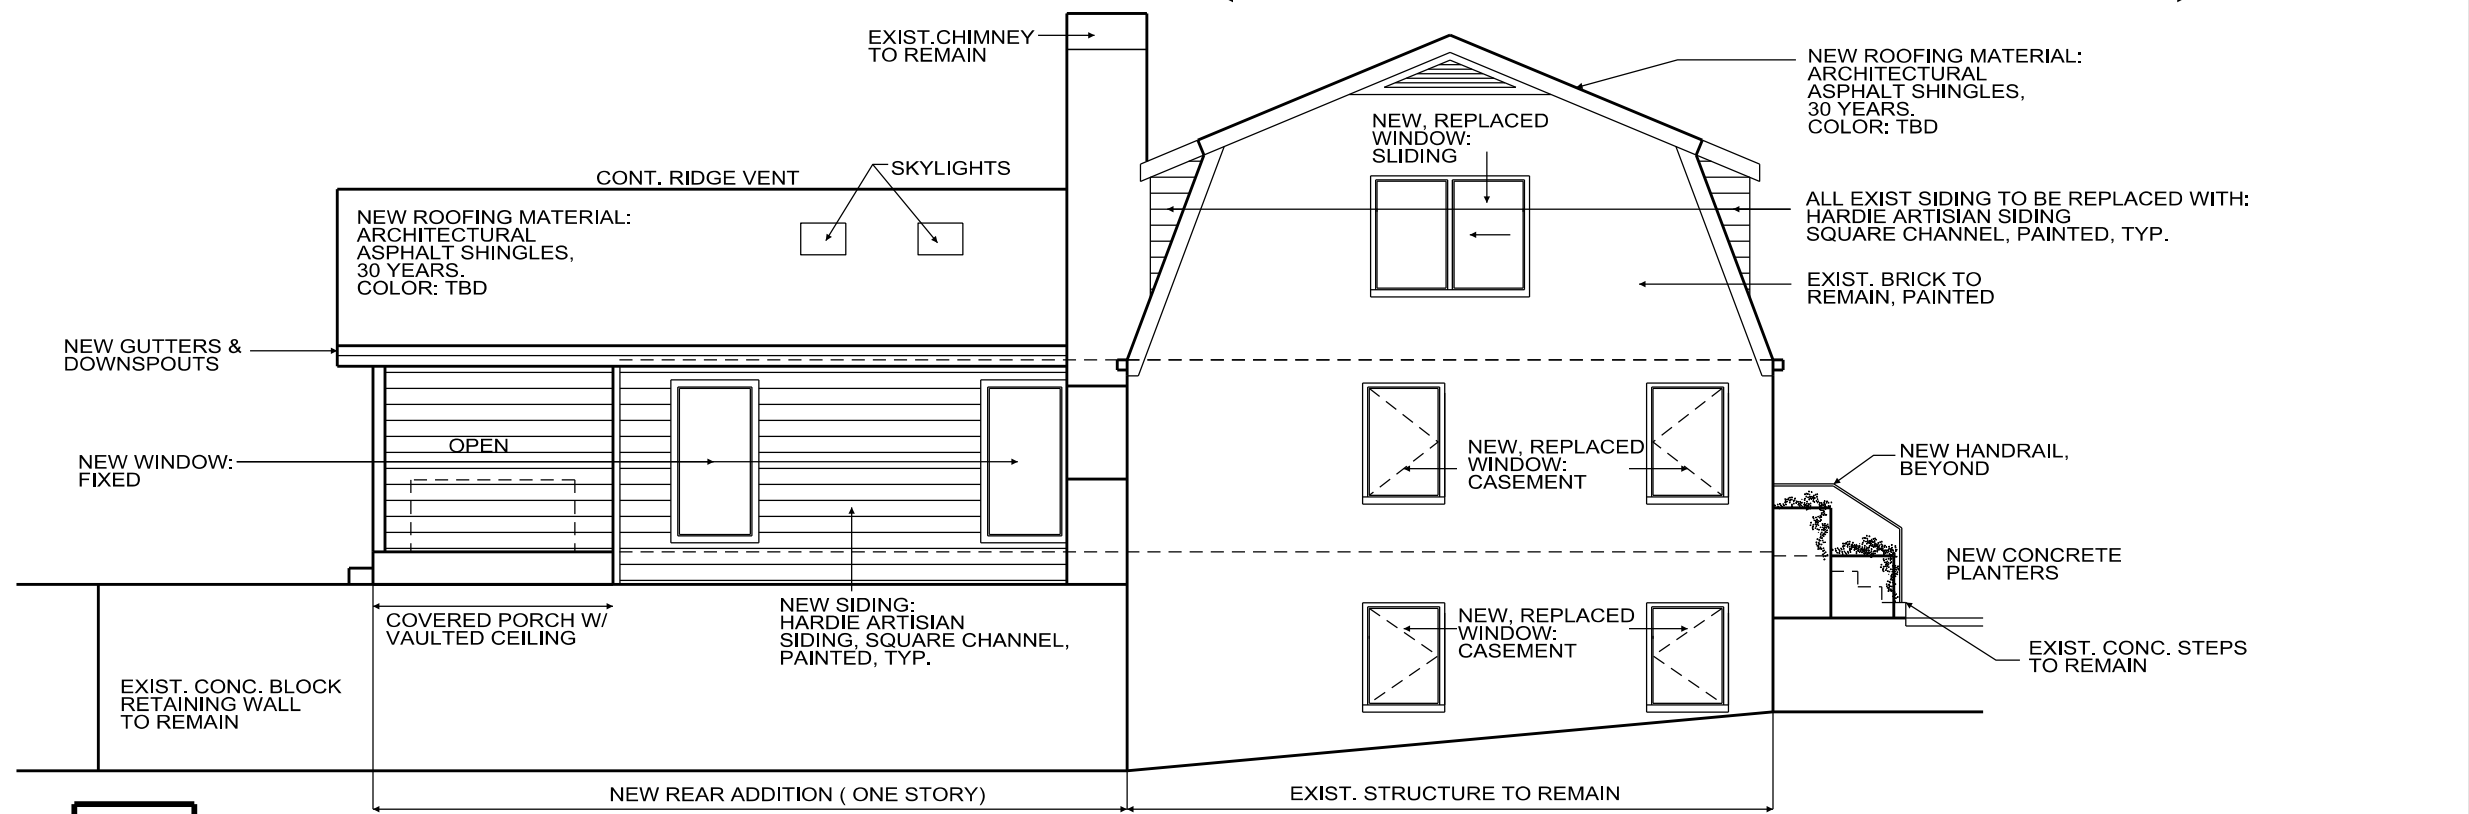 EXIST.CHIMNEY
TO REMAIN
NEW ROOFING MATERIAL:
ARCHITECTURAL
ASPHALT SHINGLES,
30 YEARS.
COLOR: TBD
NEW, REPLACED
WINDOW:
SLIDING
SKYLIGHTS
CONT. RIDGE VENT
NEW ROOFING MATERIAL:
ARCHITECTURAL
ASPHALT SHINGLES,
30 YEARS.
COLOR: TBD
ALL EXIST SIDING TO BE REPLACED WITH:
HARDIE ARTISIAN SIDING
SQUARE CHANNEL, PAINTED, TYP.
EXIST. BRICK TO
REMAIN, PAINTED
NEW GUTTERS &
DOWNSPOUTS
OPEN
NEW WINDOW:
FIXED
NEW, REPLACED
WINDOW:
CASEMENT
NEW HANDRAIL,
BEYOND
NEW CONCRETE
PLANTERS
COVERED PORCH W/
VAULTED CEILING
NEW SIDING:
HARDIE ARTISIAN
SIDING, SQUARE CHANNEL,
PAINTED, TYP.
NEW, REPLACED
WINDOW:
CASEMENT
EXIST. CONC. STEPS
TO REMAIN
EXIST. CONC. BLOCK
RETAINING WALL
TO REMAIN
NEW REAR ADDITION ( ONE STORY)
EXIST. STRUCTURE TO REMAIN